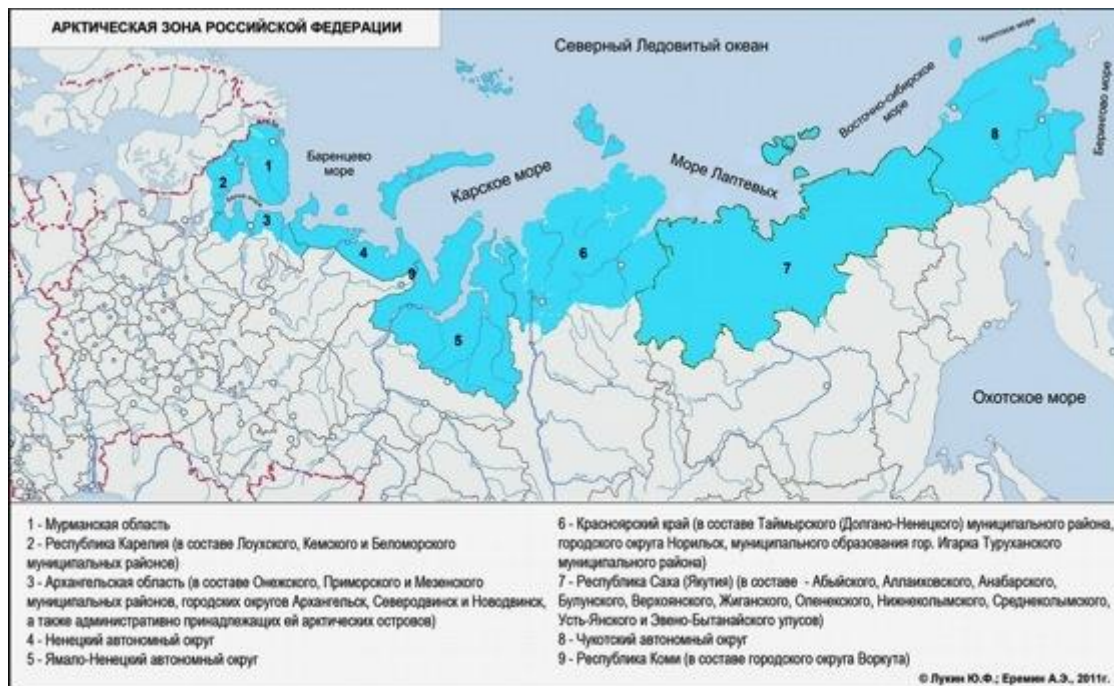 АРКТИЧЕСКАЯ ЗОНА РОССИЙСКОЙ ФЕДЕРАЦИИ
Северный Ледовитый океан
Чукотское море
Берингово море
Восточно-сибирское
море
Море Лаптевых
Карское море
Баренцево
море
Охотское море
1
2
3
4
9
5
6
7
8
1 - Мурманская область
2 - Республика Карелия (в составе Лоухского, Кемского и Беломорского
муниципальных районов)
3 - Архангельская область (в составе Онежского, Приморского и Мезенского
муниципальных районов, городских округов Архангельск, Северодвинск и Новодвинск,
а также административно принадлежащих ей арктических островов)
4 - Ненецкий автономный округ
5 - Ямало-Ненецкий автономный округ
6 - Красноярский край (в составе Таймырского (Долгано-Ненецкого) муниципального района,
городского округа Норильск, муниципального образования гор. Игарка Туруханского
муниципального района)
7 - Республика Саха (Якутия) (в составе - Абыйского, Аллаиховского, Анабарского,
Булунского, Верхоянского, Жиганского, Оленекского, Нижнеколымского, Среднеколымского,
Усть-Янского и Эвено-Бытанайского улусов)
8 - Чукотский автономный округ
9 - Республика Коми (в составе городского округа Воркута)
© Лукин Ю.Ф.; Еремин А.Э., 2011г.